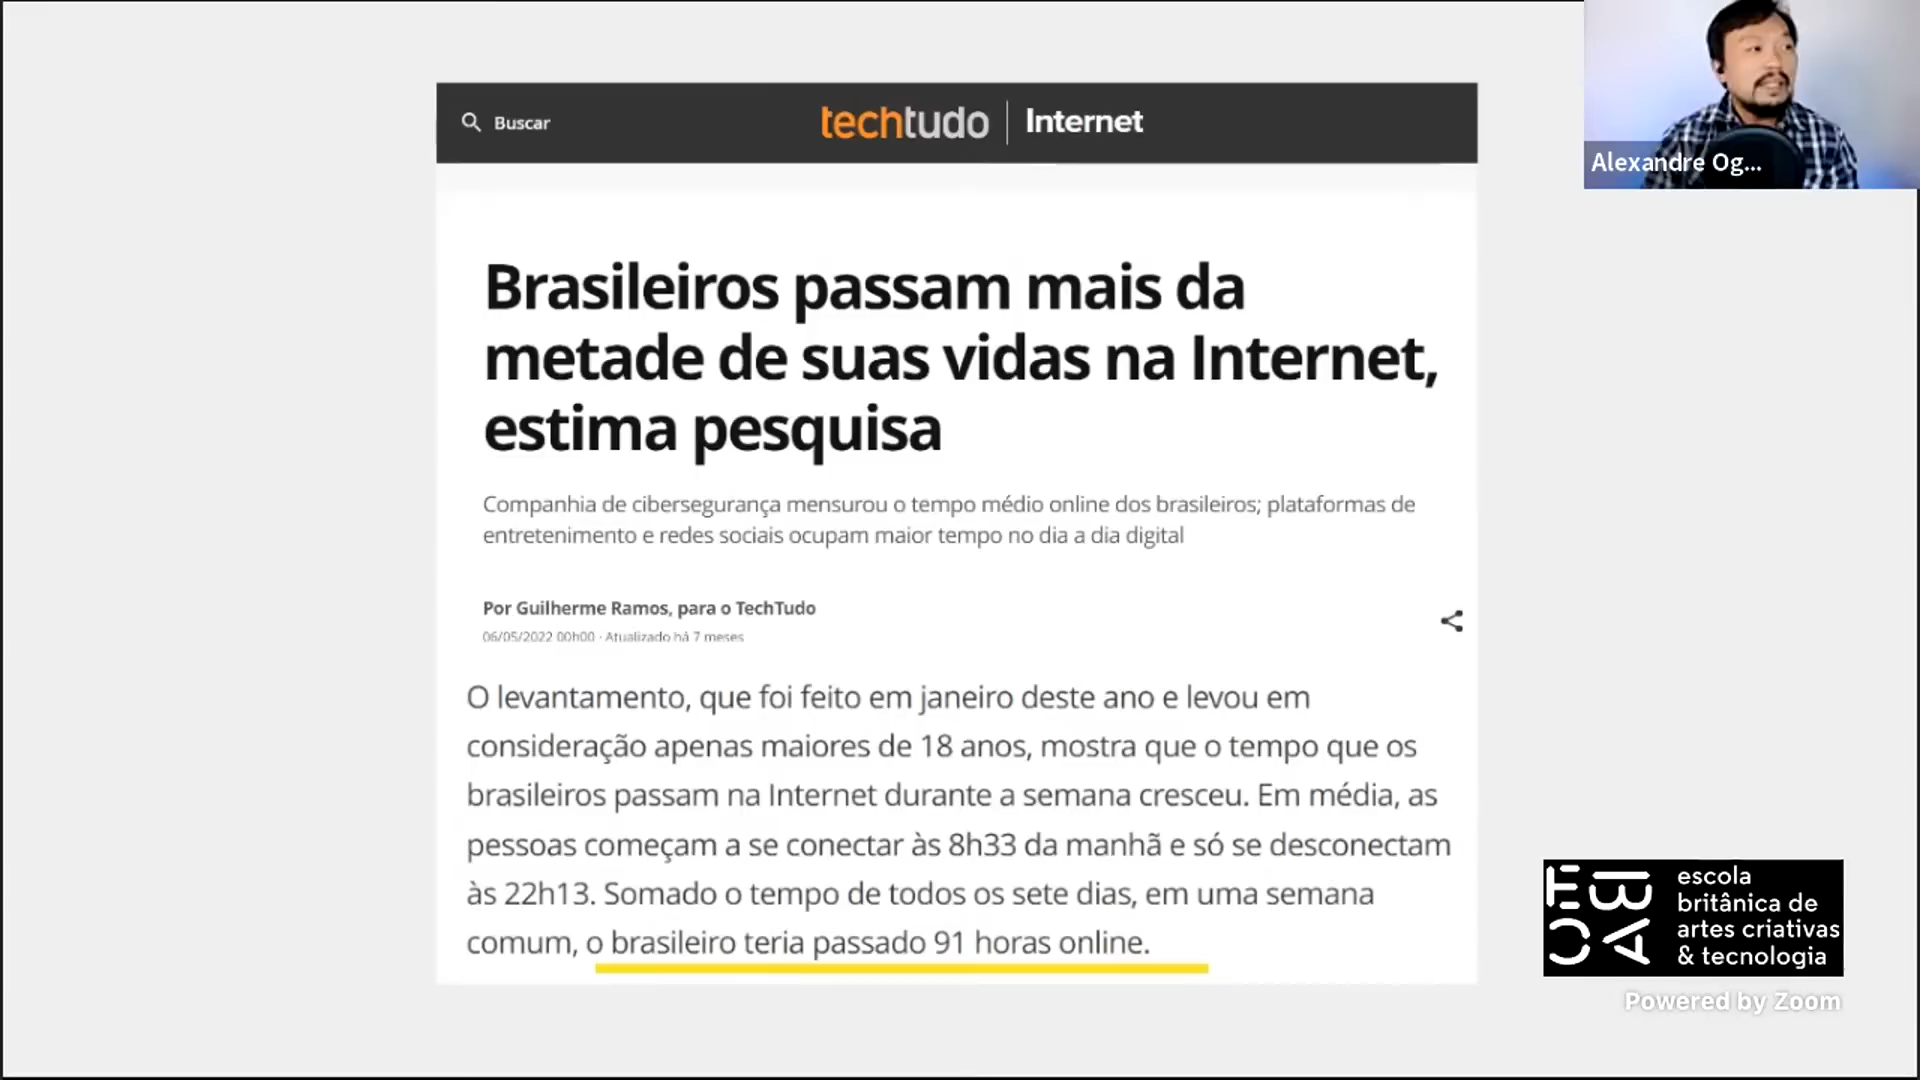 Buscar
techtudo | Internet
Alexandre Og...
Brasileiros passam mais da
metade de suas vidas na Internet,
estima pesquisa
Companhia de cibersegurança mensurou o tempo médio online dos brasileiros; plataformas de
entretenimento e redes sociais ocupam maior tempo no dia a dia digital
Por Guilherme Ramos, para o TechTudo
06/05/2022 00h00 · Atualizado há 7 meses
O levantamento, que foi feito em janeiro deste ano e levou em
consideração apenas maiores de 18 anos, mostra que o tempo que os
brasileiros passam na Internet durante a semana cresceu. Em média, as
pessoas começam a se conectar às 8h33 da manhã e só se desconectam
às 22h13. Somado o tempo de todos os sete dias, em uma semana
comum, o brasileiro teria passado 91 horas online.
EBAC
escola
britânica de
artes criativas
& tecnologia
Powered by Zoom